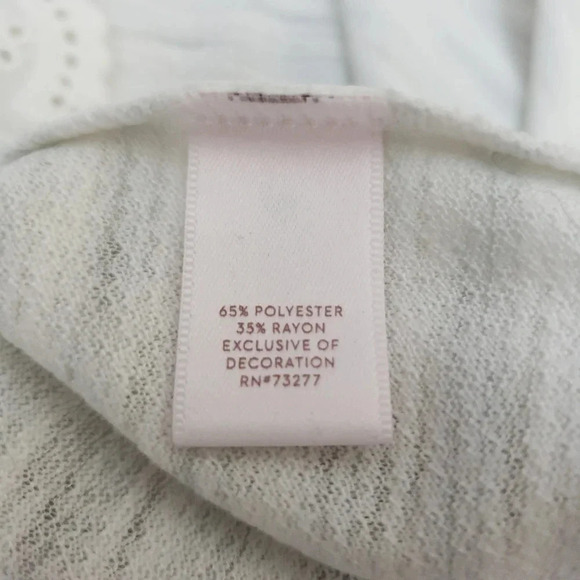 65% POLYESTER
35% RAYON
EXCLUSIVE OF
DECORATION
RN#73277